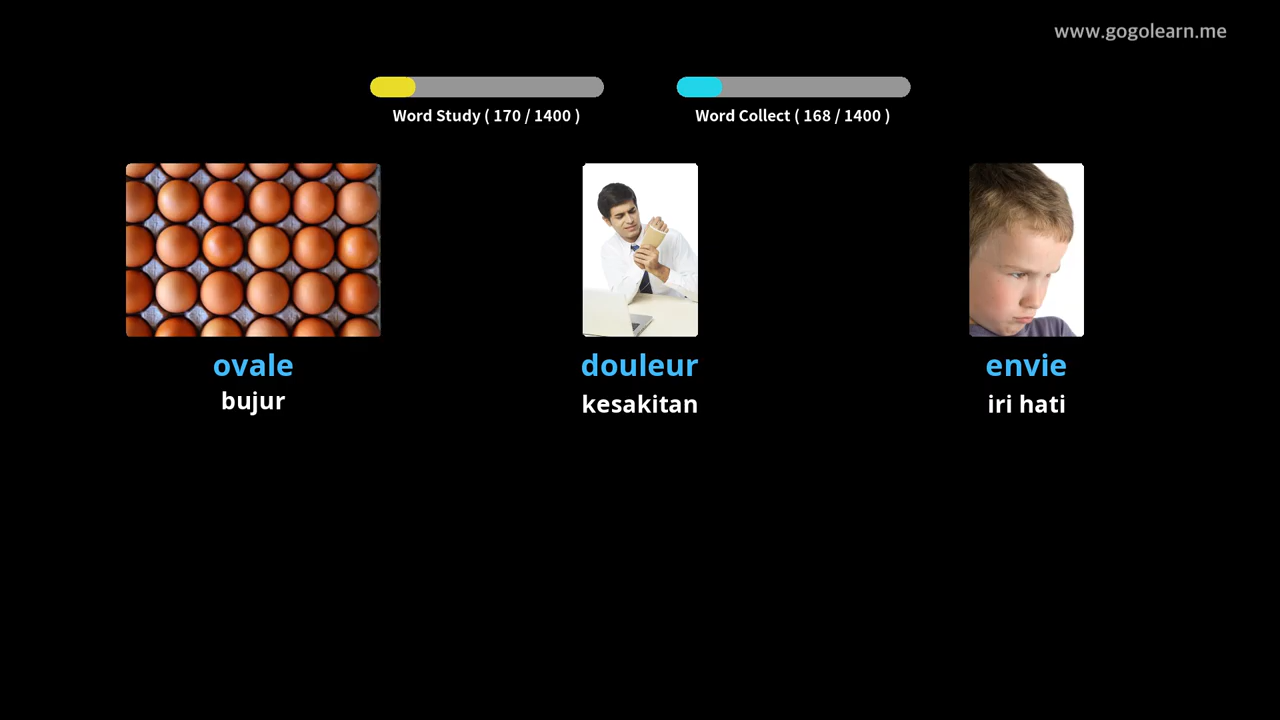 www.gogolearn.me
Word Study ( 170 / 1400 )
Word Collect ( 168 / 1400 )
ovale
bujur
douleur
kesakitan
envie
iri hati